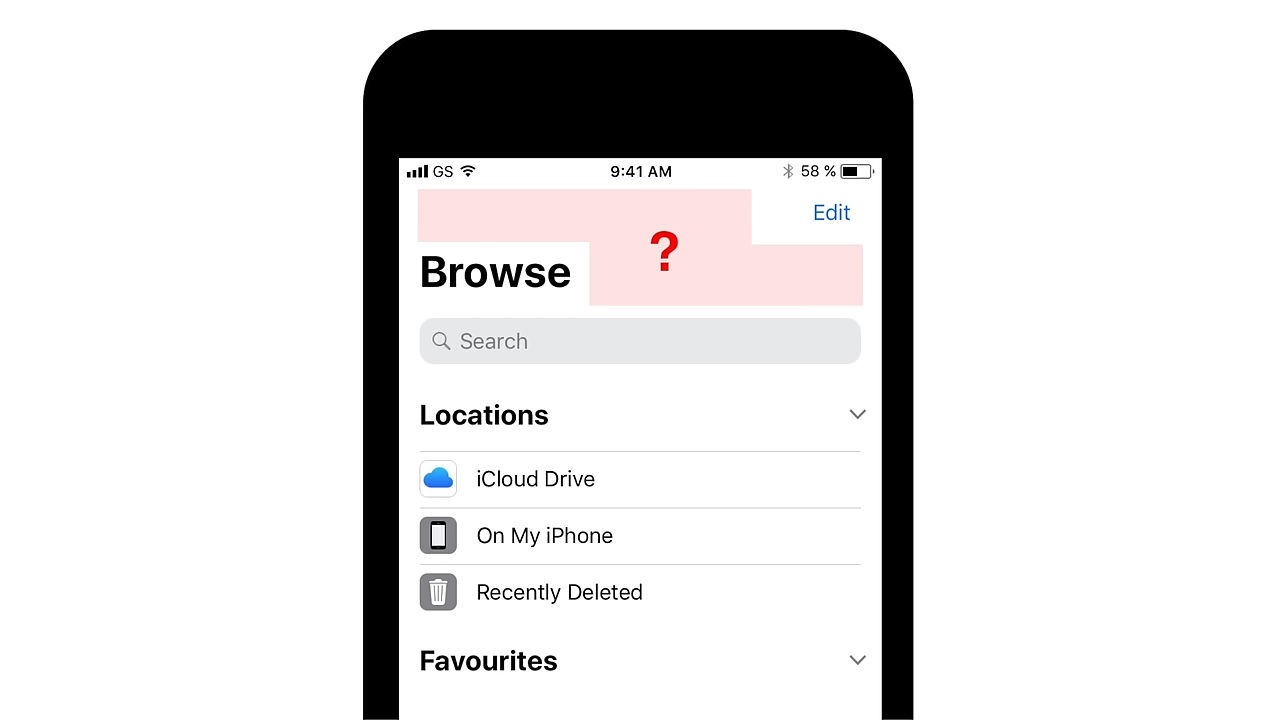 GS 9:41 AM 58 %
Edit
?
Browse
Search
Locations
iCloud Drive
On My iPhone
Recently Deleted
Favourites